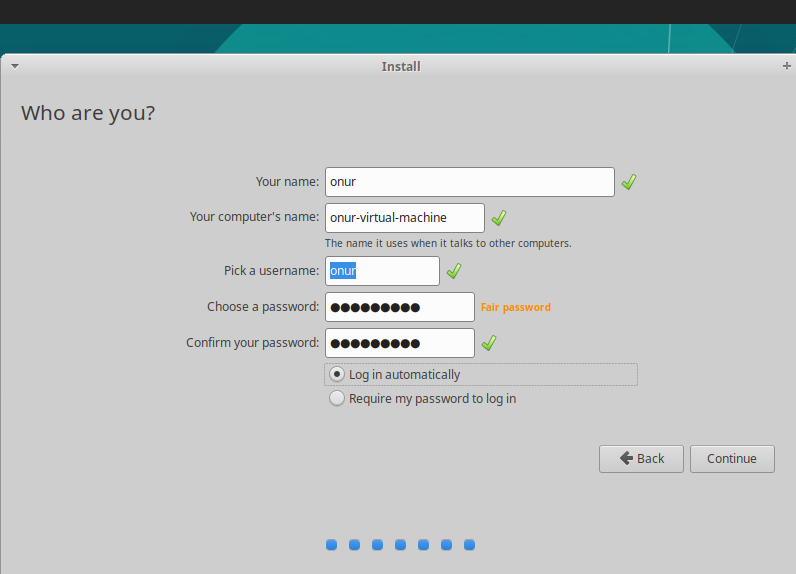 Install
Who are you?
Your name: onur
Your computer's name: onur-virtual-machine
The name it uses when it talks to other computers.
Pick a username: onur
Choose a password: ●●●●●●●●● Fair password
Confirm your password: ●●●●●●●●●
Log in automatically
Require my password to log in
Back Continue